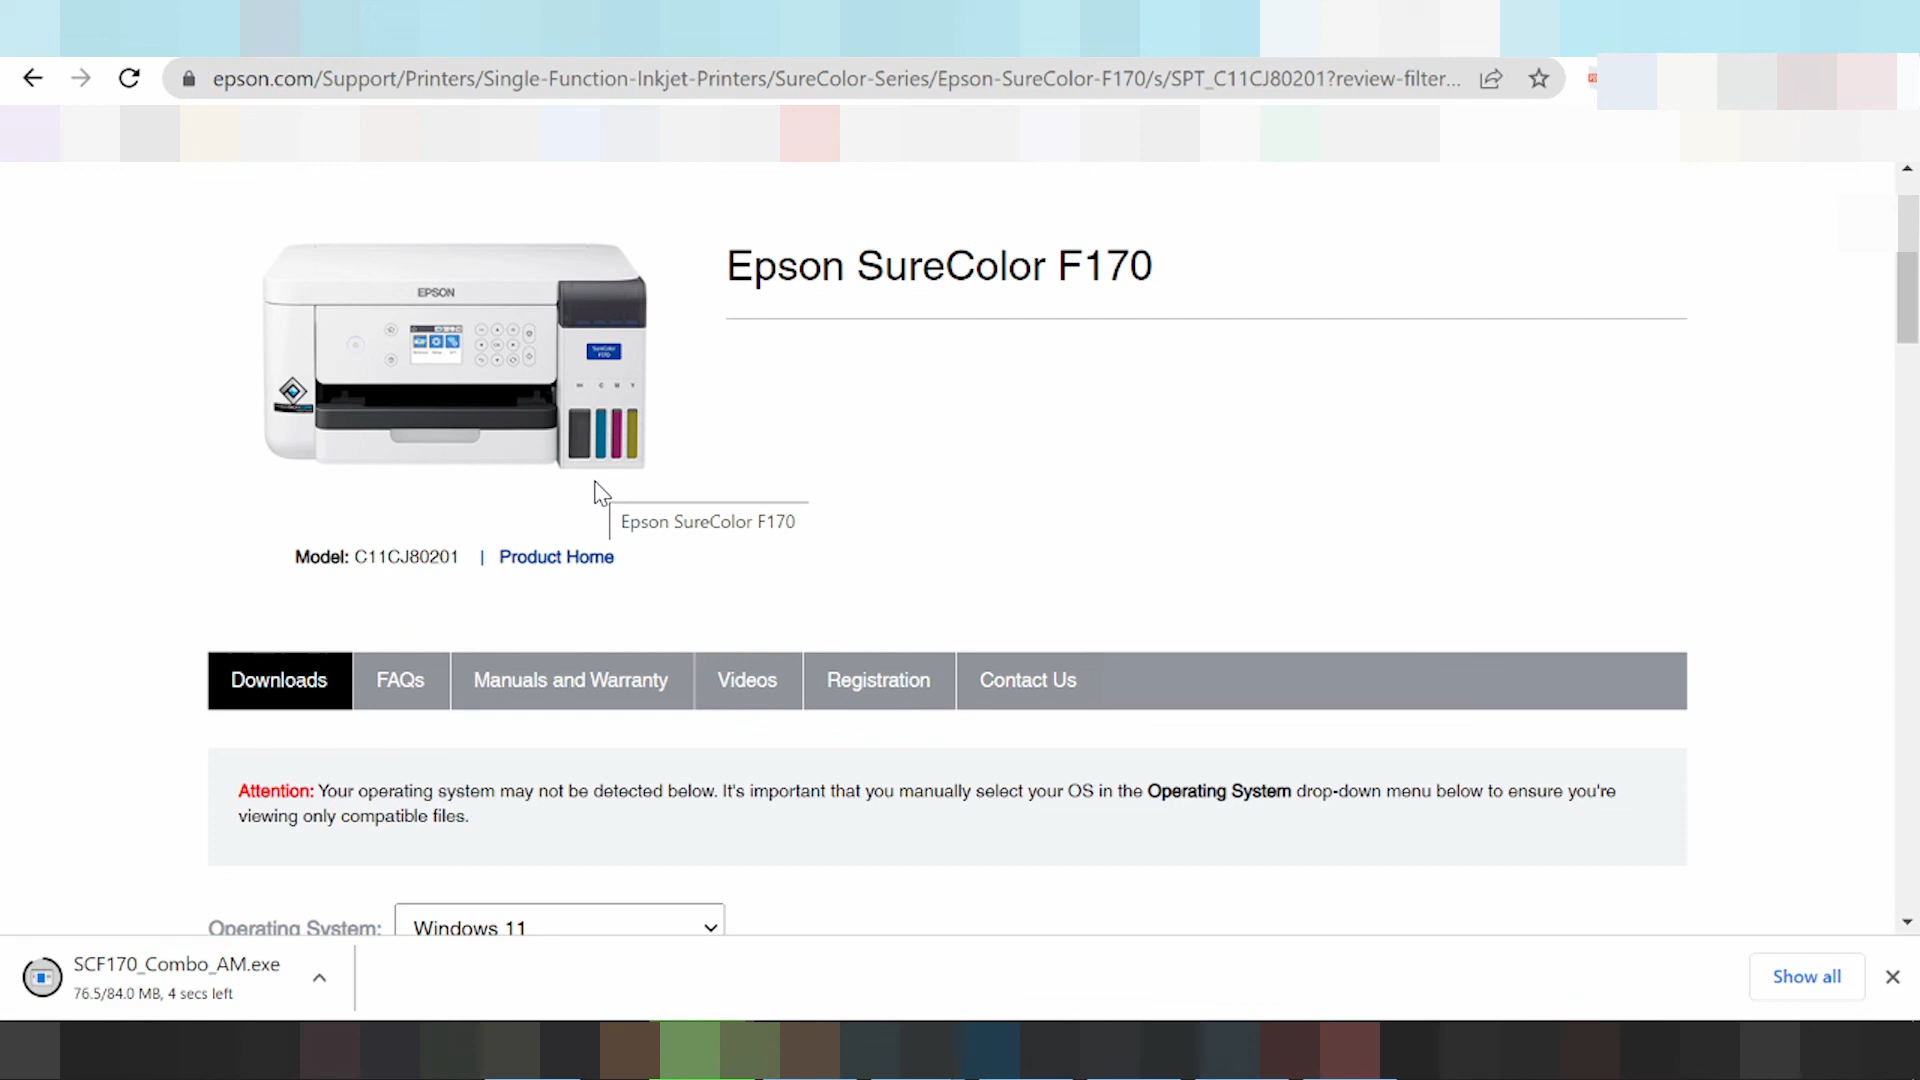 epson.com/Support/Printers/Single-Function-Inkjet-Printers/SureColor-Series/Epson-SureColor-F170/s/SPT_C11CJ80201?review-filter...
Epson SureColor F170
EPSON
SureColor
F170
C M Y
Epson SureColor F170
Model: C11CJ80201 | Product Home
Downloads FAQs Manuals and Warranty Videos Registration Contact Us
Attention: Your operating system may not be detected below. It's important that you manually select your OS in the Operating System drop-down menu below to ensure you're
viewing only compatible files.
Operating System: Windows 11
SCF170_Combo_AM.exe
76.5/84.0 MB, 4 secs left
Show all